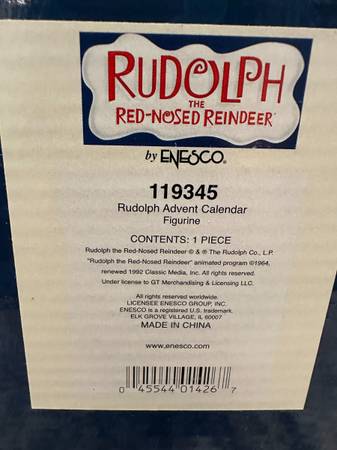 RUDOLPH
THE
RED-NOSED REINDEER
by ENESCO.
119345
Rudolph Advent Calendar
Figurine
CONTENTS: 1 PIECE
Rudolph the Red-Nosed Reindeer © & ® The Rudolph Co., L.P.
"Rudolph the Red-Nosed Reindeer" animated program ©1964,
renewed 1992 Classic Media, Inc. All rights reserved.
Under license to GT Merchandising & Licensing LLC.
All rights reserved worldwide.
LICENSEE ENESCO GROUP, INC.
ENESCO is a registered U.S. trademark.
ELK GROVE VILLAGE, IL 60007
MADE IN CHINA
www.enesco.com
0 45544 01426 7